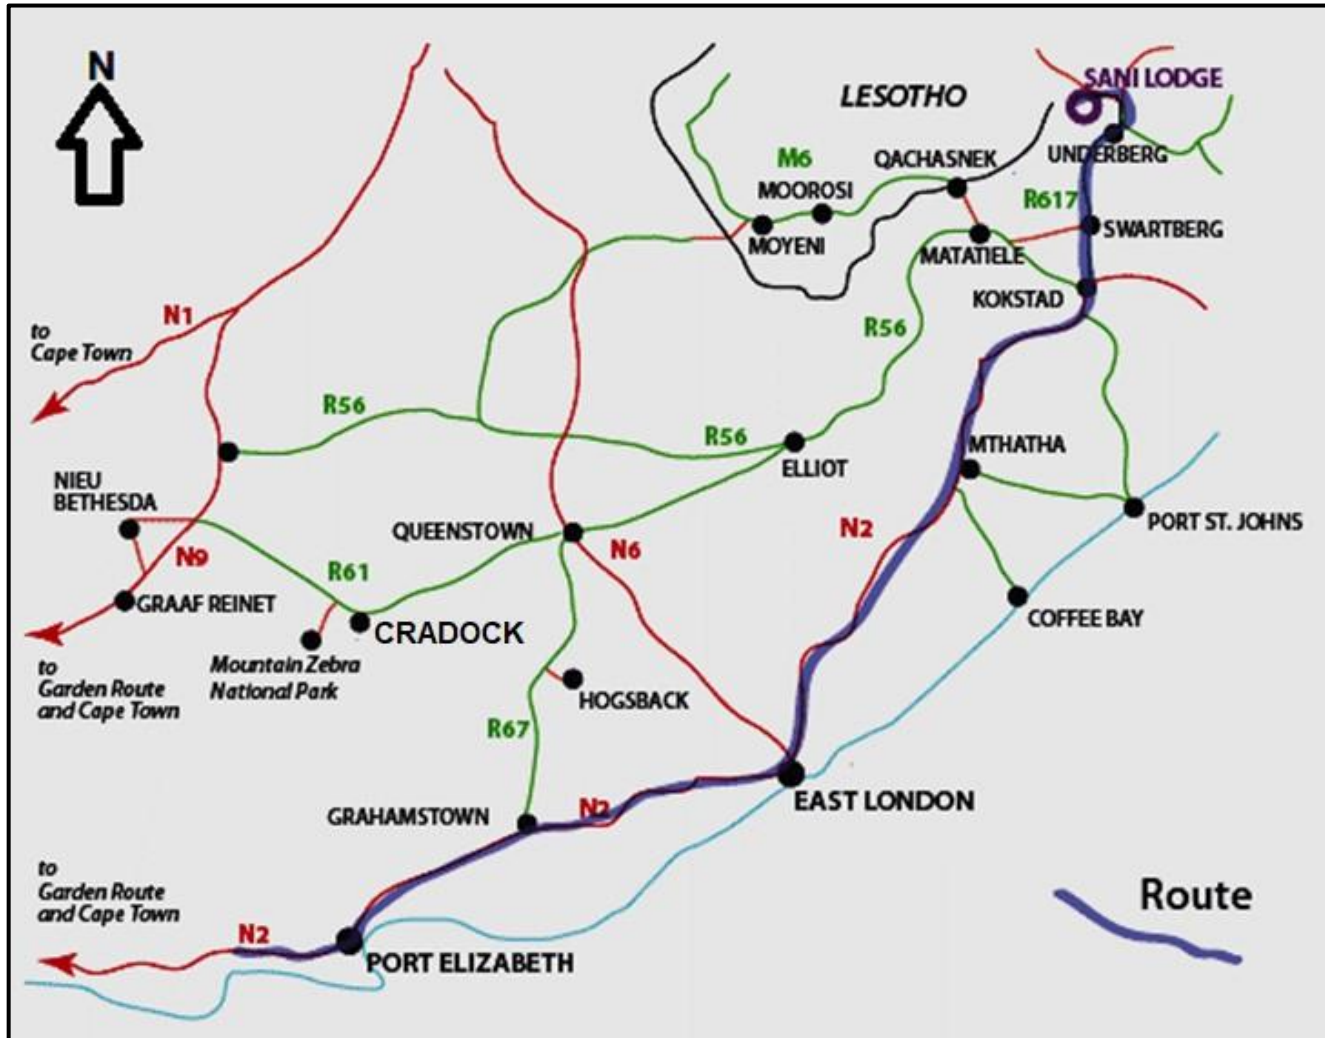 N
SANI LODGE
LESOTHO
UNDERBERG
M6
QACHASNEK
MOOROSI
R617
MOYENI
MATATIELE
SWARTBERG
KOKSTAD
N1
to
Cape Town
R56
R56
R56
ELLIOT
MTHATHA
NIEU
BETHESDA
QUEENSTOWN
N6
N2
PORT ST. JOHNS
N9
R61
GRAAF REINET
CRADOCK
COFFEE BAY
Mountain Zebra
National Park
to
Garden Route
and Cape Town
HOGSBACK
R67
EAST LONDON
GRAHAMSTOWN
N2
to
Garden Route
and Cape Town
Route
N2
PORT ELIZABETH